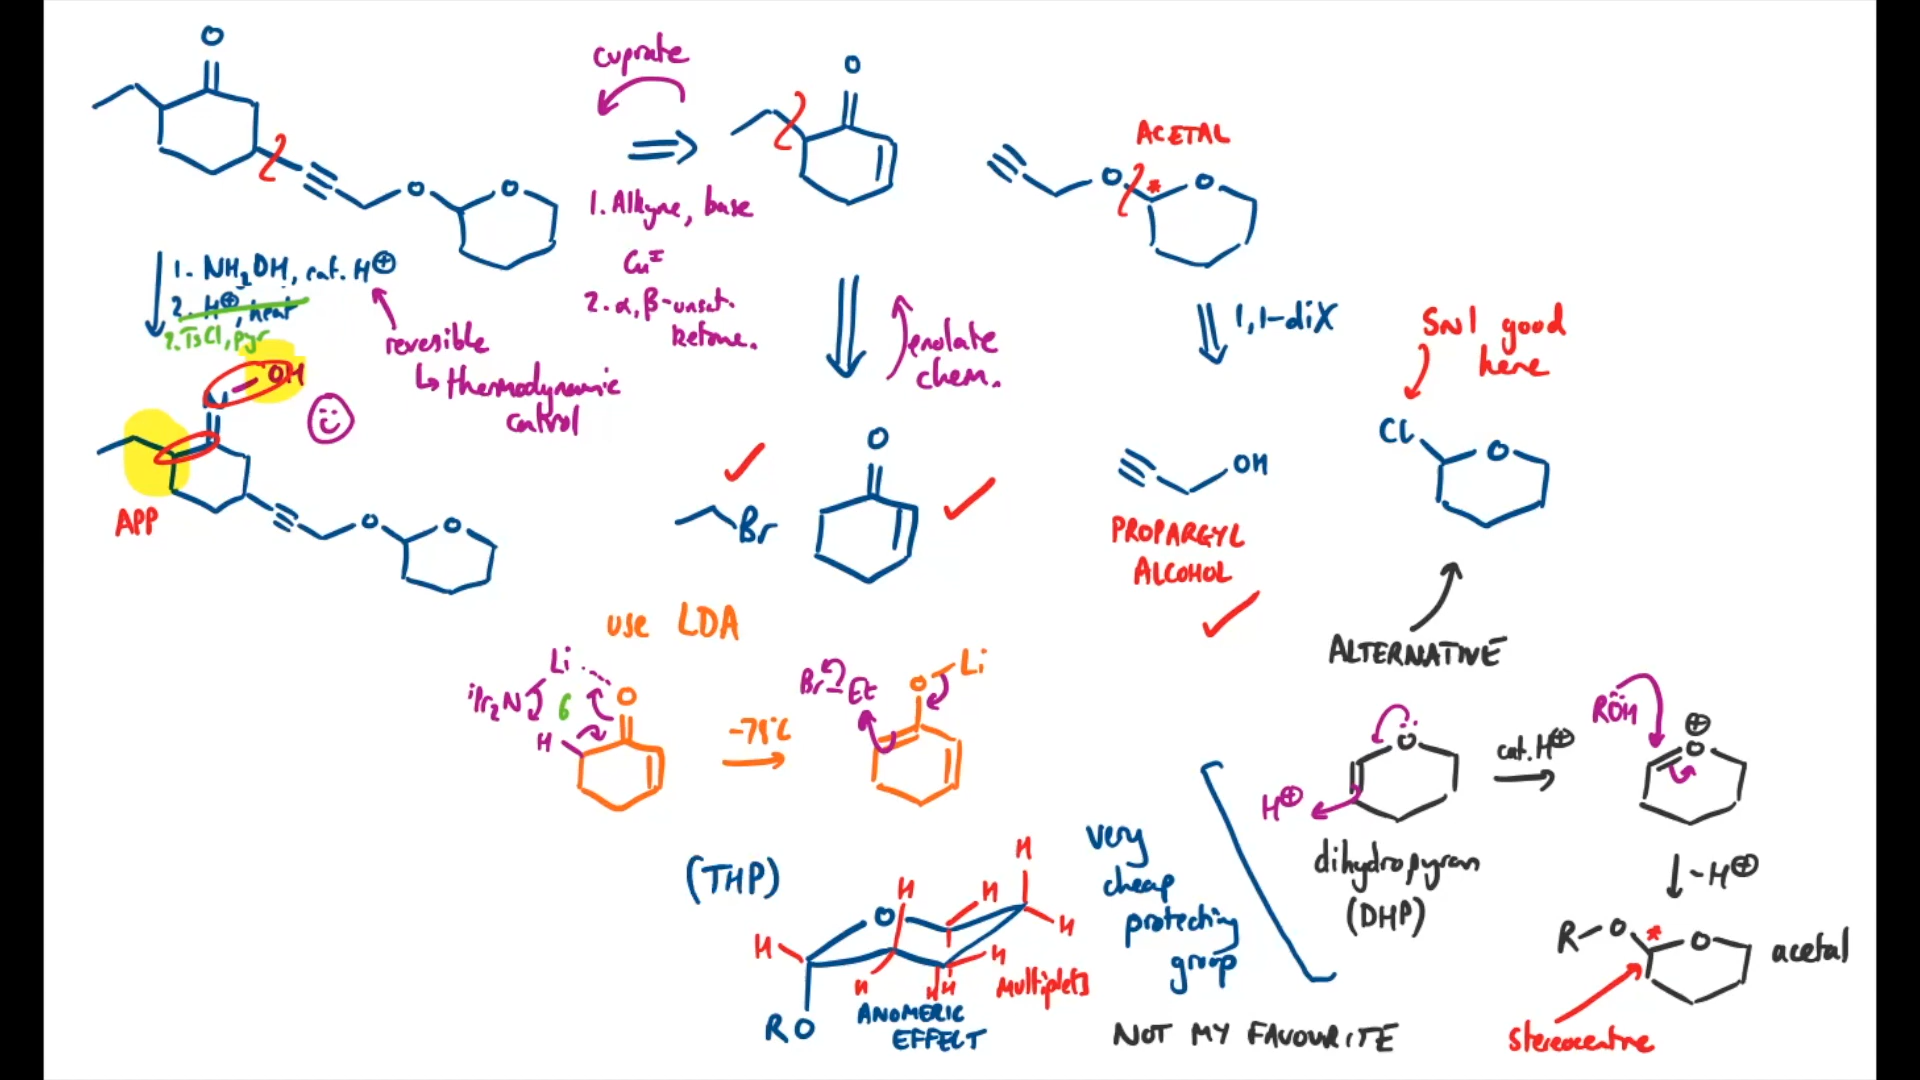 O
O
O
cuprate
1. Alkyne, base
Cu I
2. α, β-unsat.
ketone.
O
ACETAL
O
*
O
1. NH2OH, cat. H⊕
2. H⊕, heat
2. TsCl, pyr
revesible
↳ thermodynamic
control
OH
N
APP
O
O
enolate
chem.
1,1-diX
SN1 good
here
Cl
O
Br
O
OH
PROPARGYL
ALCOHOL
ALTERNATIVE
use LDA
Li
iPr2N
6
H
O
-78°C
Br-Et
O
Li
(THP)
O
H
H
H
H
H
H
H
H
H
RO
Multiplets
ANOMERIC
EFFECT
very
cheap
protecting
group
O
H⊕
dihydropyran
(DHP)
cat. H⊕
RÖH
⊕
O
-H⊕
R-O
*
O
acetal
stereocentre
NOT MY FAVOURITE